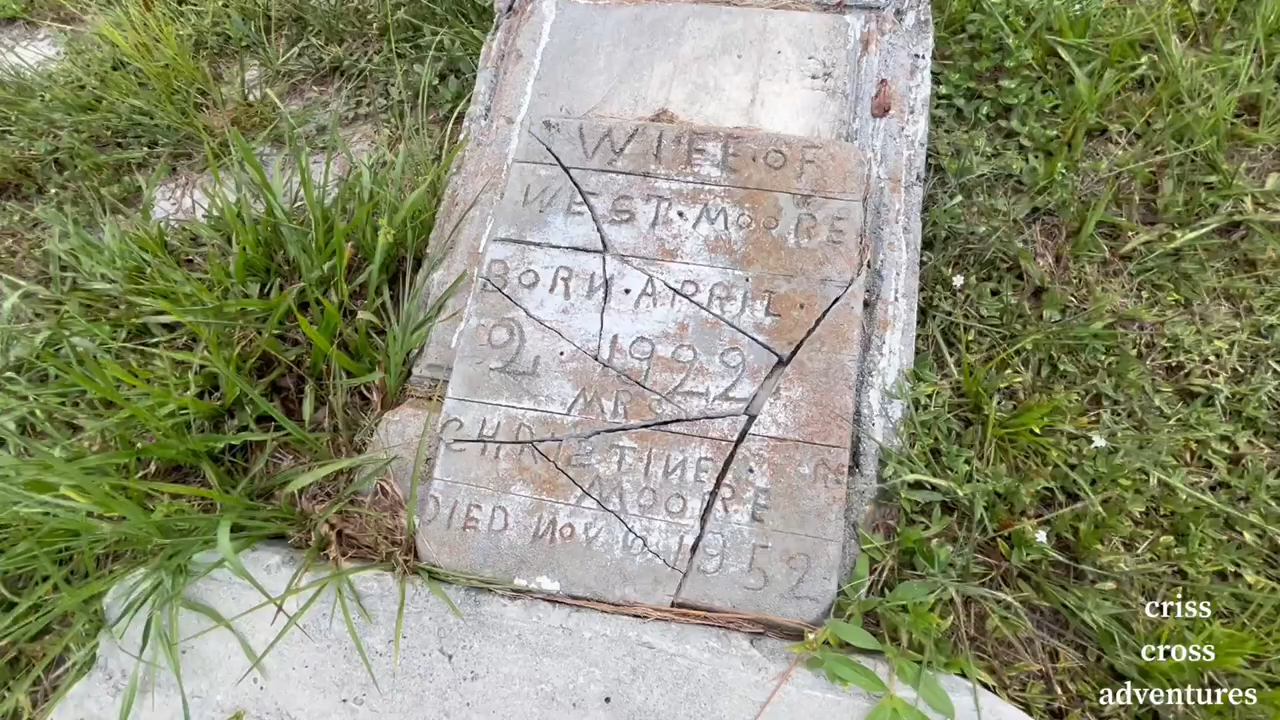 WIFE OF
WEST. MOORE
BORN. APRIL.
2 1922
MRS
CHRISTINE.
MOORE
DIED NOV 6 1952
criss
cross
adventures